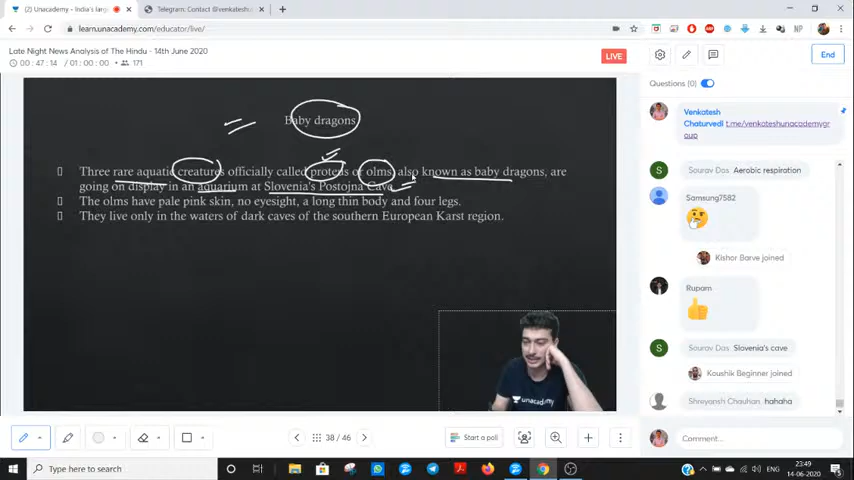 (2) Unacademy - India's larg
Telegram: Contact @venkateshc
learn.unacademy.com/educator/live/
NP
Late Night News Analysis of The Hindu - 14th June 2020
00 : 47 : 14 / 01 : 00 : 00 • 171
LIVE
End
Questions (0)
Baby dragons
Three rare aquatic creatures officially called proteus or olms, also known as baby dragons, are
going on display in an aquarium at Slovenia's Postojna Cave
The olms have pale pink skin, no eyesight, a long thin body and four legs.
They live only in the waters of dark caves of the southern European Karst region.
unacademy
Venkatesh
Chaturvedi t.me/venkateshunacademygr
oup
S
Sourav Das Aerobic respiration
Samsung7582
Kishor Barve joined
Rupam
S
Sourav Das Slovenia's cave
Koushik Beginner joined
Shreyansh Chauhan hahaha
38 / 46
Start a poll
Comment...
Type here to search
ENG
23:49
14-06-2020
5